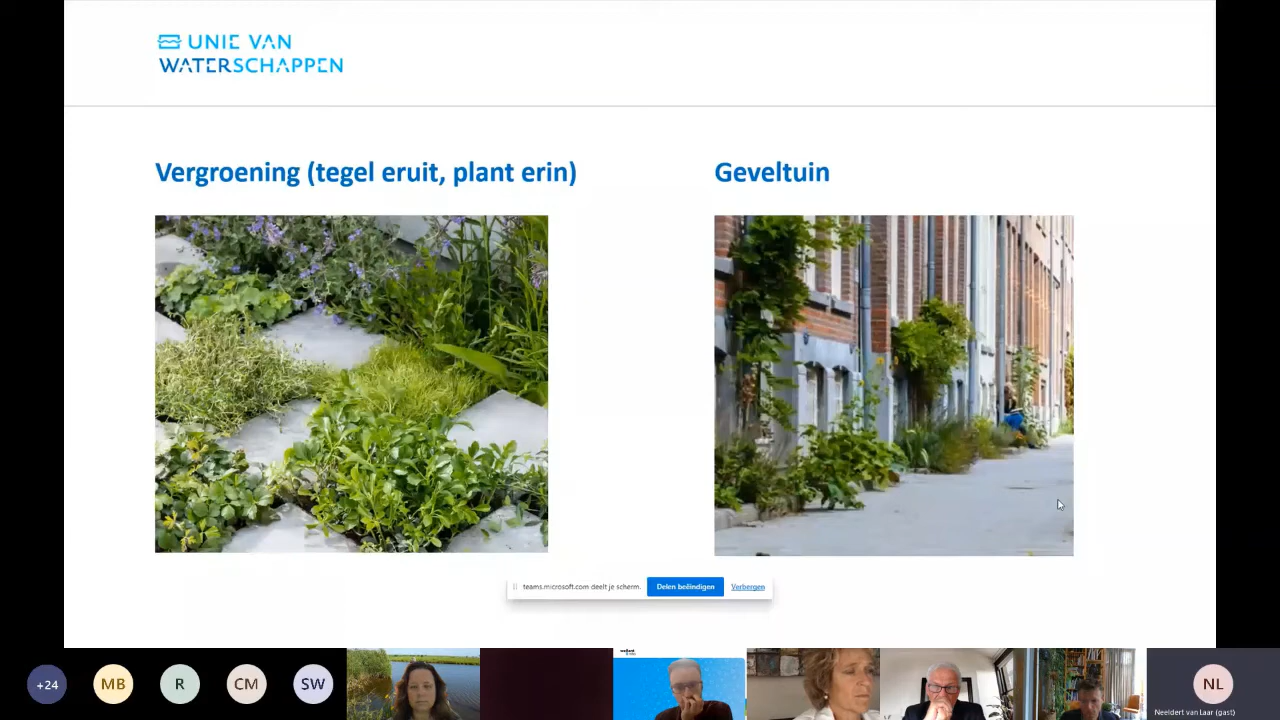 UNIE VAN
WATERSCHAPPEN
Vergroening (tegel eruit, plant erin)
Geveltuin
teams.microsoft.com deelt je scherm.
Delen beëindigen
Verbergen
+24
MB
R
CM
SW
NL
Neeldert van Laar (gast)